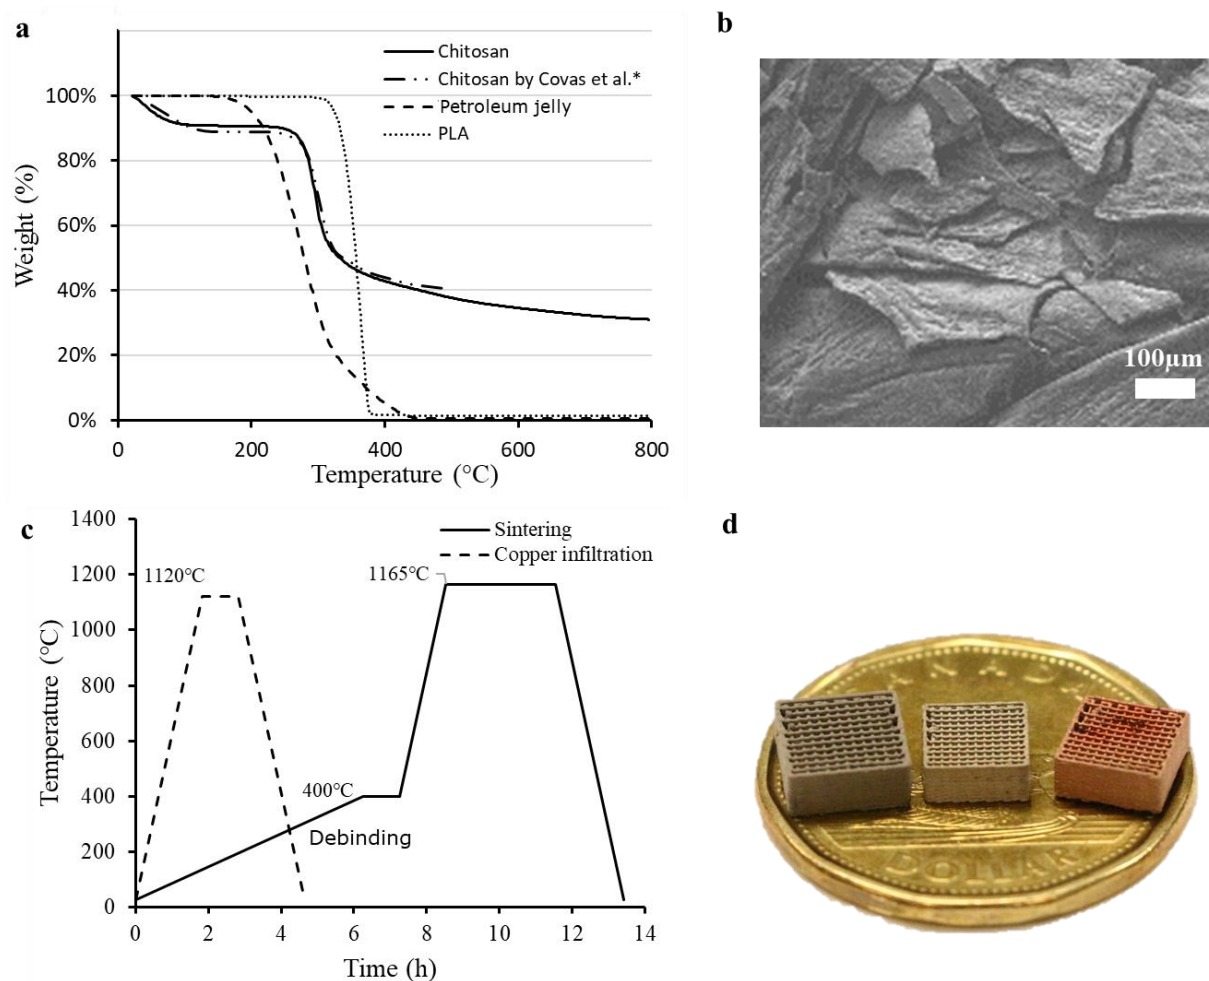 a
Chitosan
Chitosan by Covas et al.*
Petroleum jelly
PLA
100%
80%
60%
40%
20%
0%
Weight (%)
0 200 400 600 800
Temperature (°C)
b
100µm
c
Sintering
Copper infiltration
1400
1200
1000
800
600
400
200
0
Temperature (°C)
1120°C
1165°C
400°C
Debinding
0 2 4 6 8 10 12 14
Time (h)
d
CANADA
DOLLAR